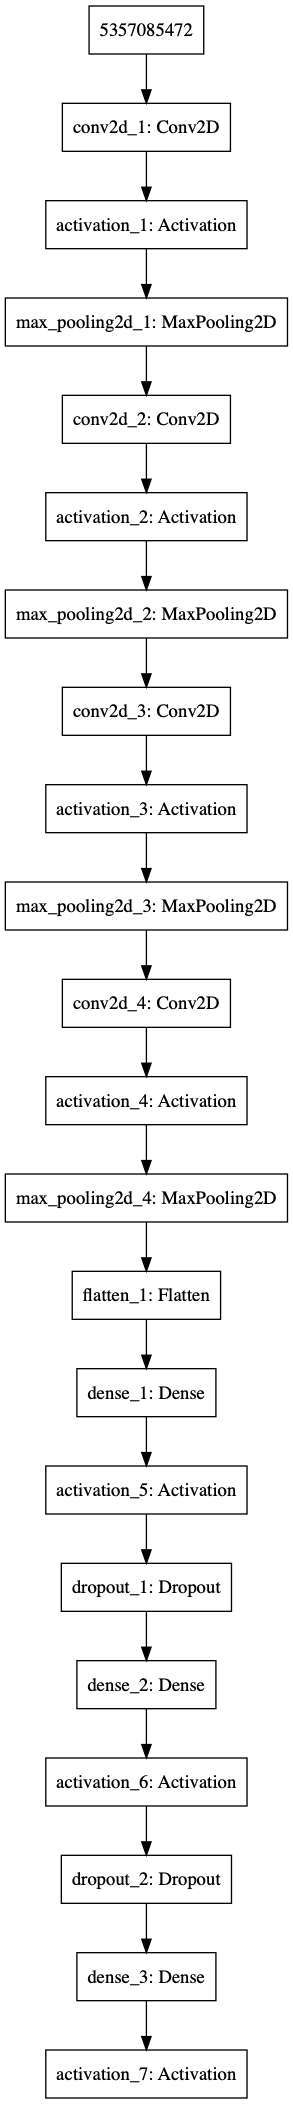 5357085472
conv2d_1: Conv2D
activation_1: Activation
max_pooling2d_1: MaxPooling2D
conv2d_2: Conv2D
activation_2: Activation
max_pooling2d_2: MaxPooling2D
conv2d_3: Conv2D
activation_3: Activation
max_pooling2d_3: MaxPooling2D
conv2d_4: Conv2D
activation_4: Activation
max_pooling2d_4: MaxPooling2D
flatten_1: Flatten
dense_1: Dense
activation_5: Activation
dropout_1: Dropout
dense_2: Dense
activation_6: Activation
dropout_2: Dropout
dense_3: Dense
activation_7: Activation